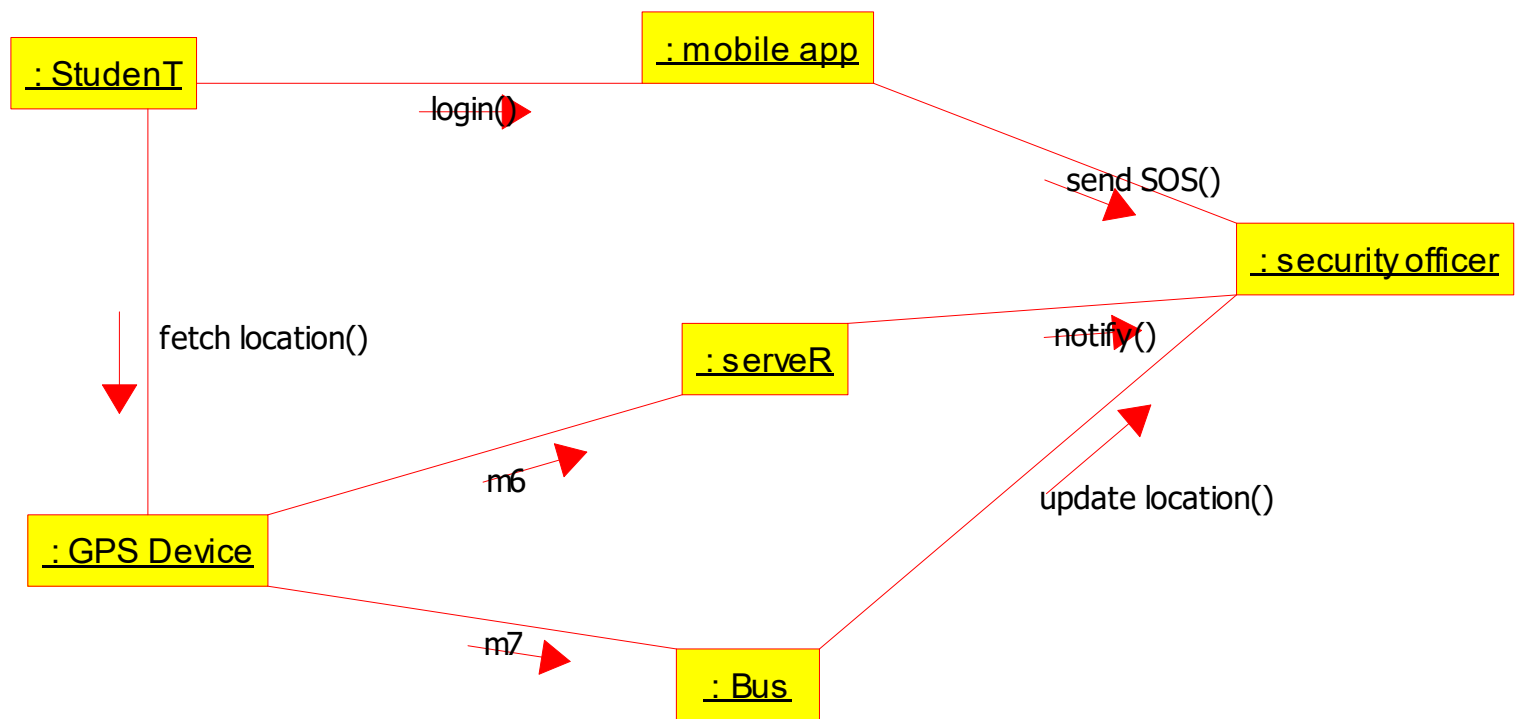 : mobile app
: StudenT
login()
send SOS()
: security officer
fetch location()
notify()
: serveR
m6
update location()
: GPS Device
m7
: Bus